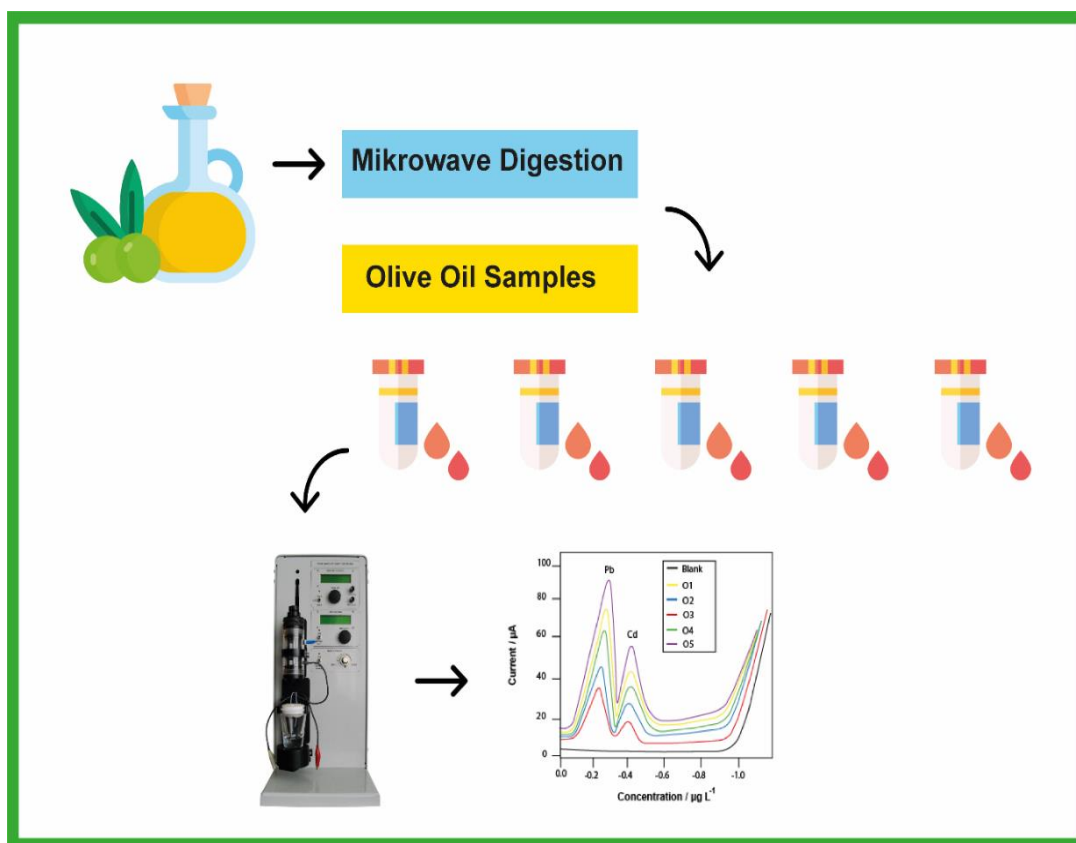 Mikrowave Digestion
Olive Oil Samples
100
80
60
40
20
0
Current / µA
Pb
Cd
Blank
O1
O2
O3
O4
O5
0.0 -0.2 -0.4 -0.6 -0.8 -1.0
Concentration / µg L⁻¹